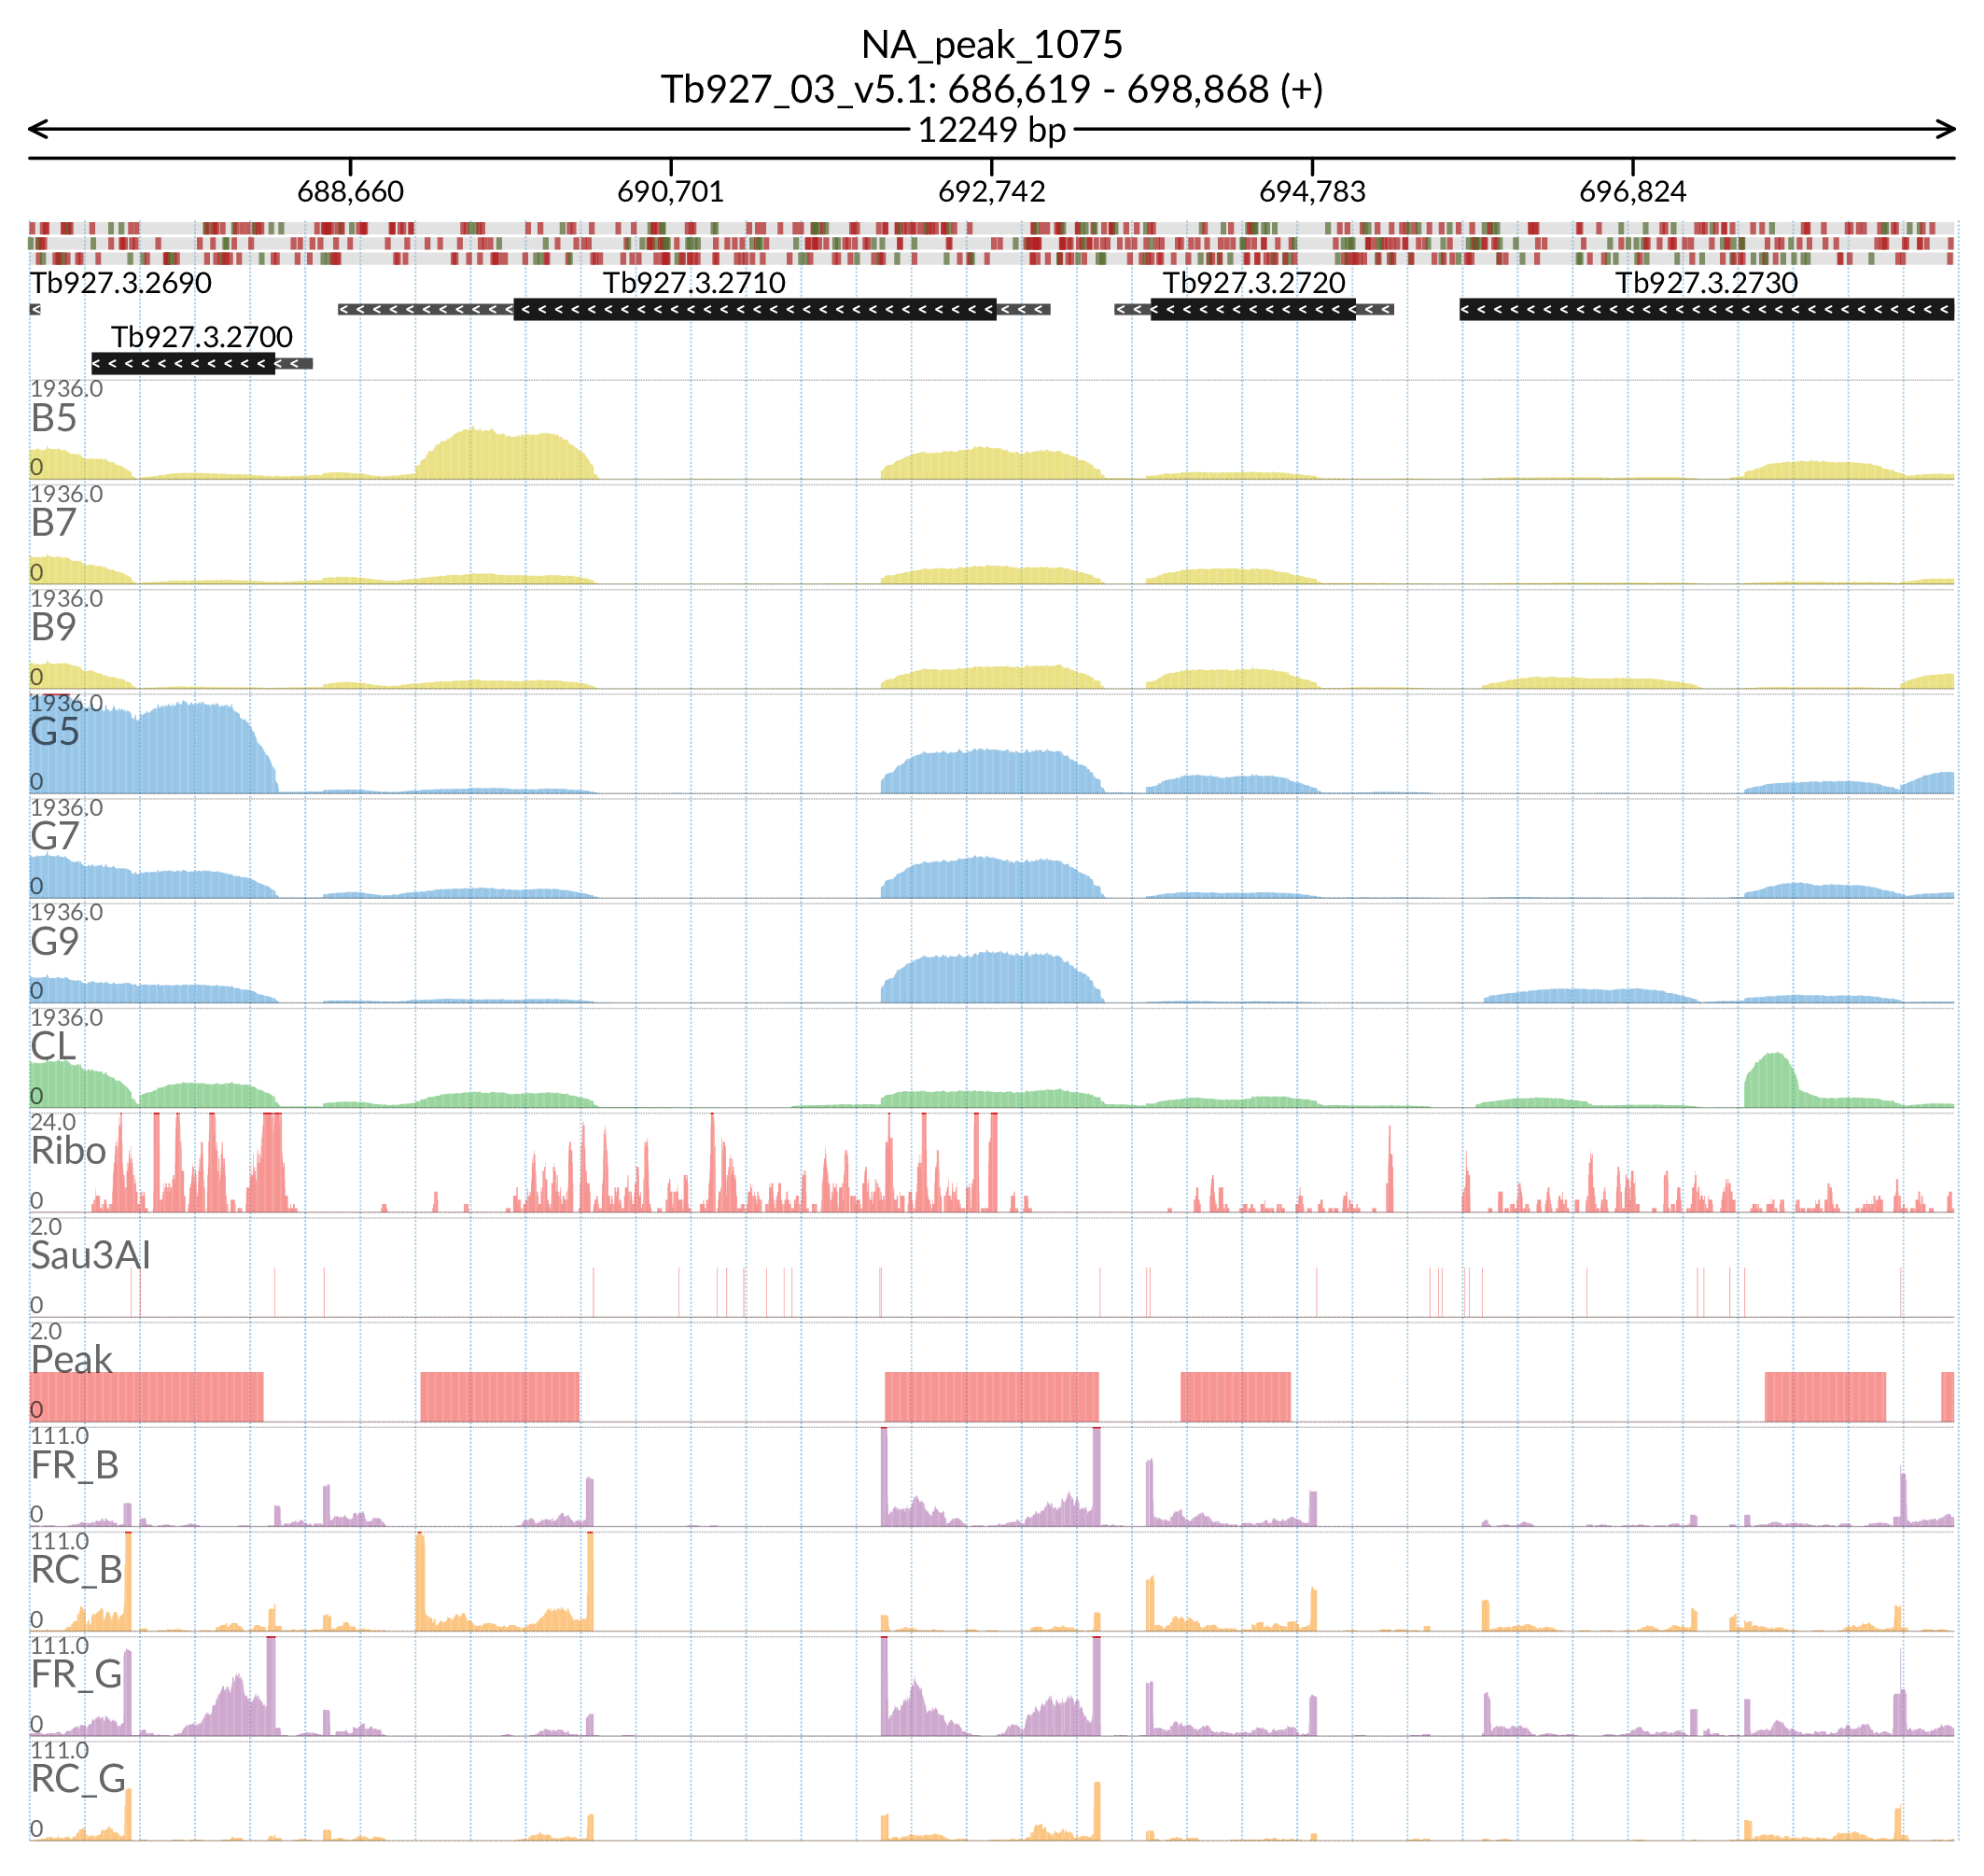 NA_peak_1075
Tb927_03_v5.1: 686,619 - 698,868 (+)
12249 bp
688,660 690,701 692,742 694,783 696,824
Tb927.3.2690 Tb927.3.2710 Tb927.3.2720 Tb927.3.2730
Tb927.3.2700
1936.0
B5
0
1936.0
B7
0
1936.0
B9
0
1936.0
G5
0
1936.0
G7
0
1936.0
G9
0
1936.0
CL
0
24.0
Ribo
0
2.0
Sau3AI
0
2.0
Peak
0
111.0
FR_B
0
111.0
RC_B
0
111.0
FR_G
0
111.0
RC_G
0